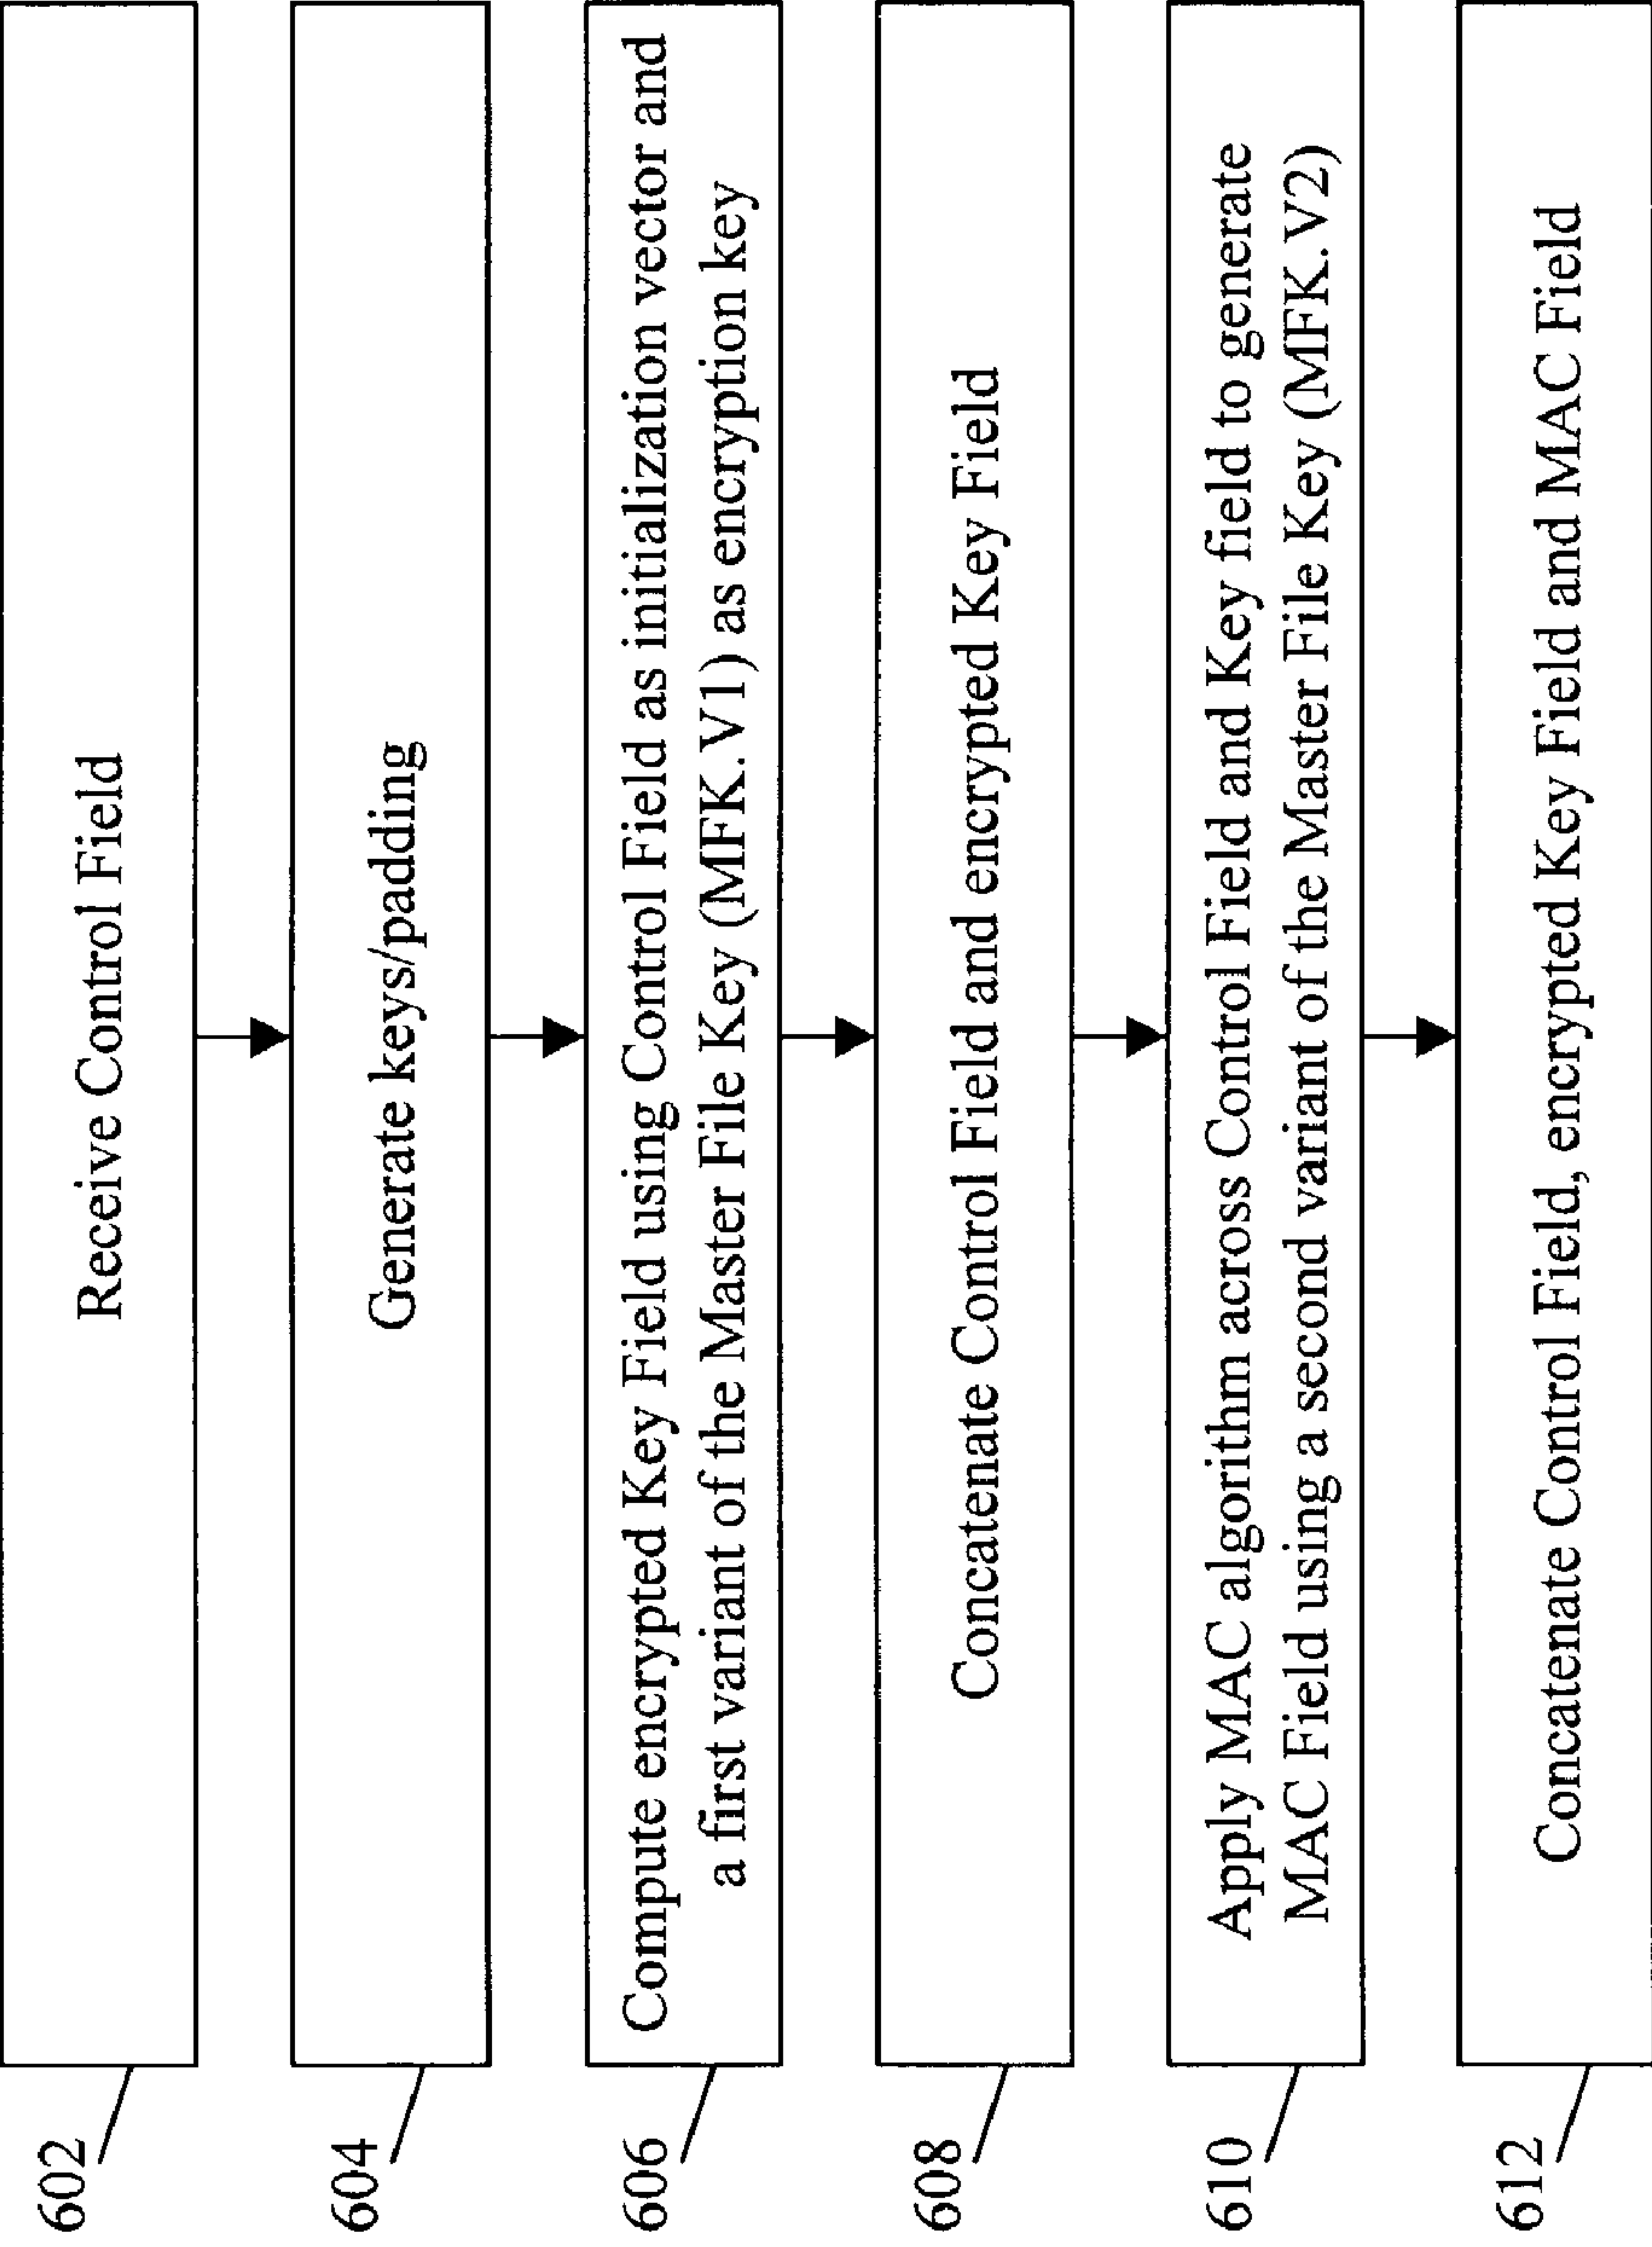 602
Receive Control Field
604
Generate keys/padding
606
Compute encrypted Key Field using Control Field as initialization vector and
a first variant of the Master File Key (MFK.V1) as encryption key
608
Concatenate Control Field and encrypted Key Field
610
Apply MAC algorithm across Control Field and Key field to generate
MAC Field using a second variant of the Master File Key (MFK.V2)
612
Concatenate Control Field, encrypted Key Field and MAC Field